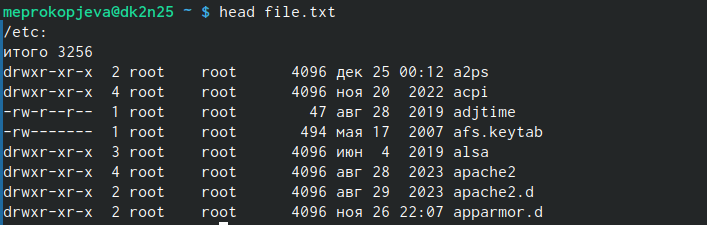 meprokopjeva@dk2n25 ~ $ head file.txt
/etc:
итого 3256
drwxr-xr-x  2 root    root       4096 дек 25 00:12 a2ps
drwxr-xr-x  4 root    root       4096 ноя 20  2022 acpi
-rw-r--r--  1 root    root         47 авг 28  2019 adjtime
-rw-------  1 root    root        494 мая 17  2007 afs.keytab
drwxr-xr-x  3 root    root       4096 июн  4  2019 alsa
drwxr-xr-x  4 root    root       4096 авг 28  2023 apache2
drwxr-xr-x  2 root    root       4096 авг 29  2023 apache2.d
drwxr-xr-x  2 root    root       4096 ноя 26 22:07 apparmor.d